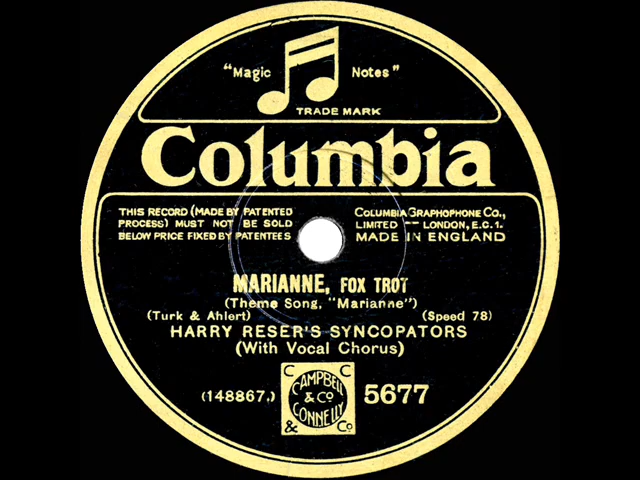 "Magic Notes"
TRADE MARK
Columbia
THIS RECORD (MADE BY PATENTED
PROCESS) MUST NOT BE SOLD
BELOW PRICE FIXED BY PATENTEES
COLUMBIA GRAPHOPHONE CO.,
LIMITED LONDON, E.C.1.
MADE IN ENGLAND
MARIANNE, FOX TROT
(Theme Song, "Marianne")
(Turk & Ahlert) (Speed 78)
HARRY RESER'S SYNCOPATORS
(With Vocal Chorus)
(148867.)
C C
CAMPBELL
& CO
CONNELLY
& Co
5677